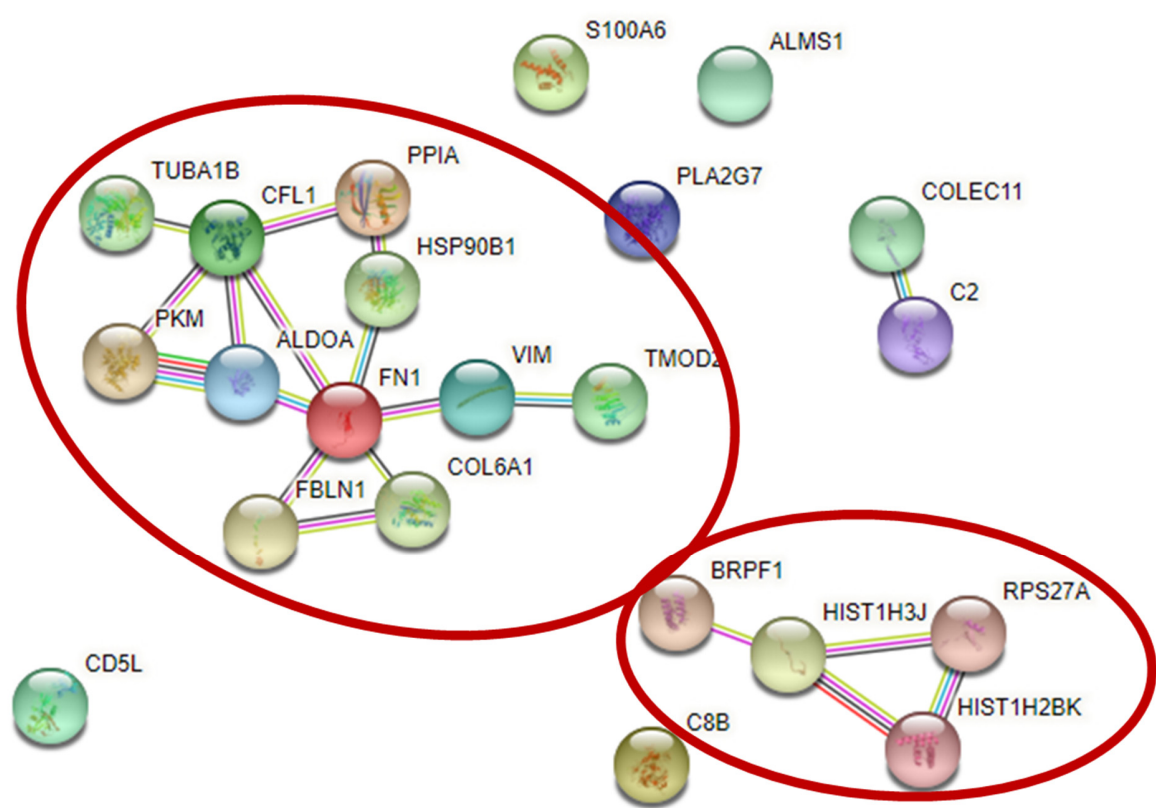 S100A6
ALMS1
TUBA1B
CFL1
PPIA
PLA2G7
COLEC11
HSP90B1
C2
PKM
ALDOA
FN1
VIM
TMOD2
FBLN1
COL6A1
BRPF1
HIST1H3J
RPS27A
CD5L
C8B
HIST1H2BK